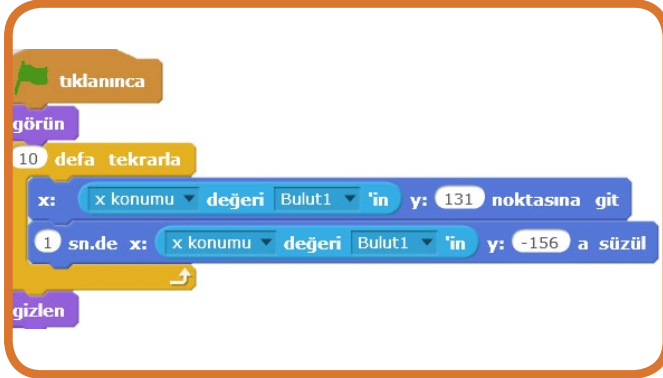 tıklanınca
görün
10 defa tekrarla
x: x konumu değeri Bulut1 'in y: 131 noktasına git
1 sn.de x: x konumu değeri Bulut1 'in y: -156 a süzül
gizlen